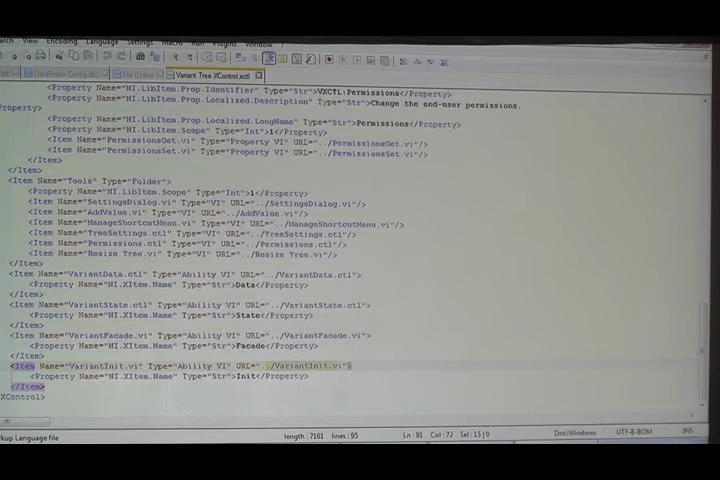 arch View Encoding Language Settings Macro Run Plugins Window
DataFinder Config.dfc File 0.html Variant Tree XControl.xctl
<Property Name="NI.LibItem.Prop.Identifier" Type="Str">VXCTL:Permissions</Property>
<Property Name="NI.LibItem.Prop.Localized.Description" Type="Str">Change the end-user permissions.
Property>
<Property Name="NI.LibItem.Prop.Localized.LongName" Type="Str">Permissions</Property>
<Property Name="NI.LibItem.Scope" Type="Int">1</Property>
<Item Name="PermissionsGet.vi" Type="Property VI" URL="../PermissionsGet.vi"/>
<Item Name="PermissionsSet.vi" Type="Property VI" URL="../PermissionsSet.vi"/>
</Item>
</Item>
<Item Name="Tools" Type="Folder">
<Property Name="NI.LibItem.Scope" Type="Int">1</Property>
<Item Name="SettingsDialog.vi" Type="VI" URL="../SettingsDialog.vi"/>
<Item Name="AddValue.vi" Type="VI" URL="../AddValue.vi"/>
<Item Name="ManageShortcutMenu.vi" Type="VI" URL="../ManageShortcutMenu.vi"/>
<Item Name="TreeSettings.ctl" Type="VI" URL="../TreeSettings.ctl"/>
<Item Name="Permissions.ctl" Type="VI" URL="../Permissions.ctl"/>
<Item Name="Resize Tree.vi" Type="VI" URL="../Resize Tree.vi"/>
</Item>
<Item Name="VariantData.ctl" Type="Ability VI" URL="../VariantData.ctl">
<Property Name="NI.XItem.Name" Type="Str">Data</Property>
</Item>
<Item Name="VariantState.ctl" Type="Ability VI" URL="../VariantState.ctl">
<Property Name="NI.XItem.Name" Type="Str">State</Property>
</Item>
<Item Name="VariantFacade.vi" Type="Ability VI" URL="../VariantFacade.vi">
<Property Name="NI.XItem.Name" Type="Str">Facade</Property>
</Item>
<Item Name="VariantInit.vi" Type="Ability VI" URL="../VariantInit.vi">
<Property Name="NI.XItem.Name" Type="Str">Init</Property>
</Item>
XControl>
rkup Language file length : 7161 lines : 95 Ln : 91 Col : 72 Sel : 15 | 0 Dos\Windows UTF-8-BOM INS